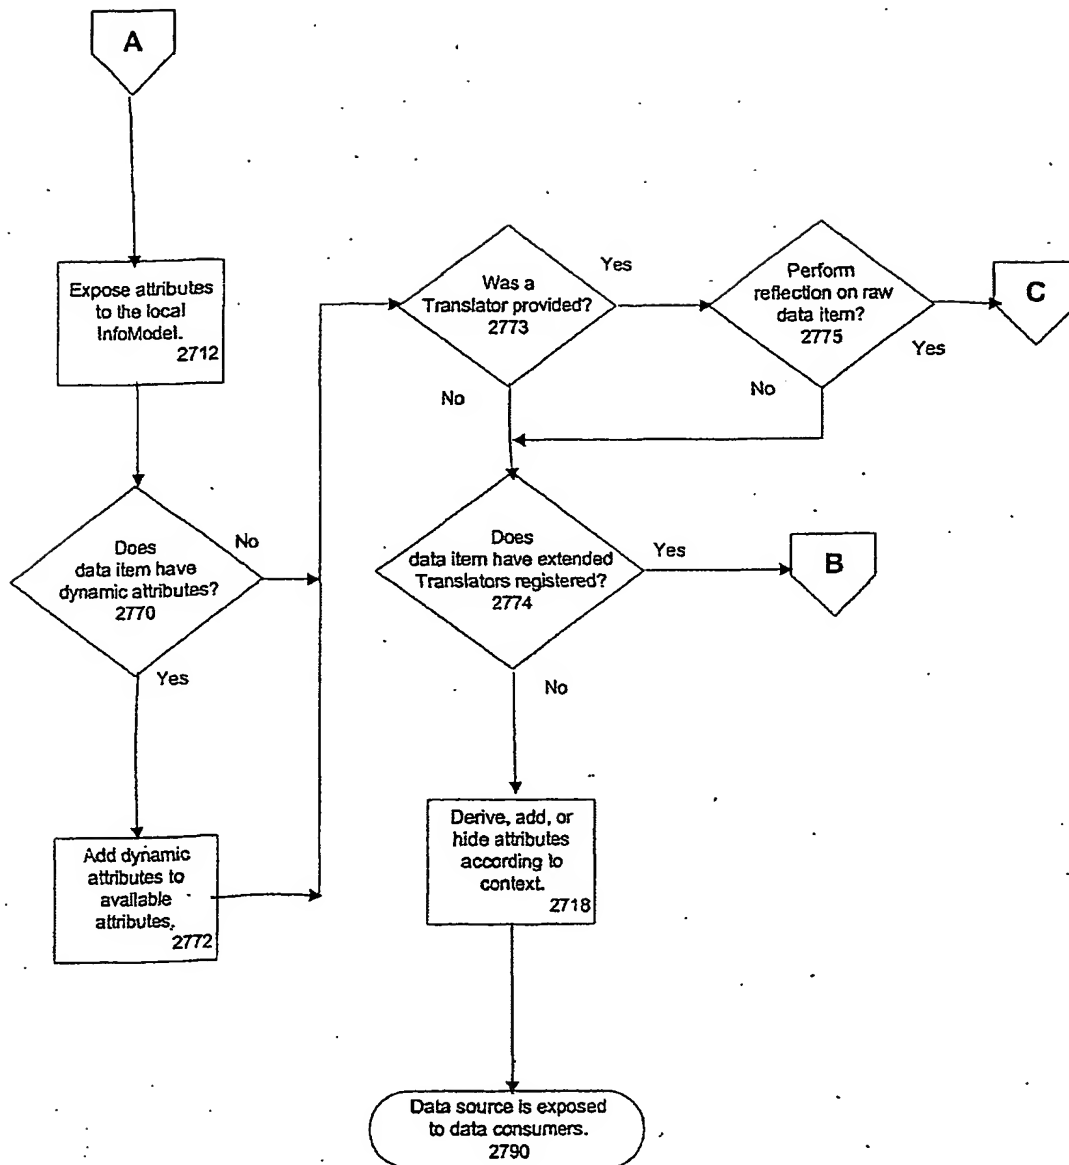 A
Expose attributes
to the local
InfoModel.
2712
Does
data item have
dynamic attributes?
2770
No
Yes
Add dynamic
attributes to
available
attributes.
2772
Was a
Translator provided?
2773
Yes
No
Perform
reflection on raw
data item?
2775
Yes
No
C
Does
data item have extended
Translators registered?
2774
Yes
B
No
Derive, add, or
hide attributes
according to
context.
2718
Data source is exposed
to data consumers.
2790